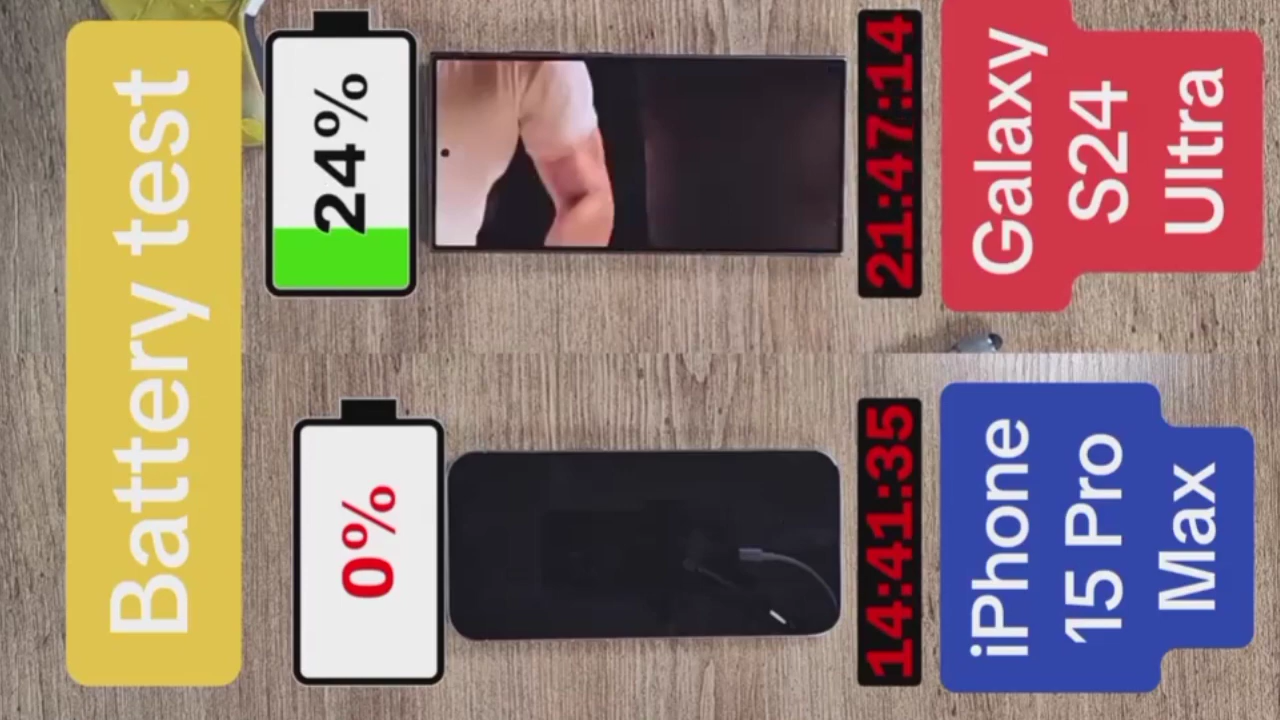 Battery test
24%
0%
21:47:14
14:41:35
Galaxy
S24
Ultra
iPhone
15 Pro
Max